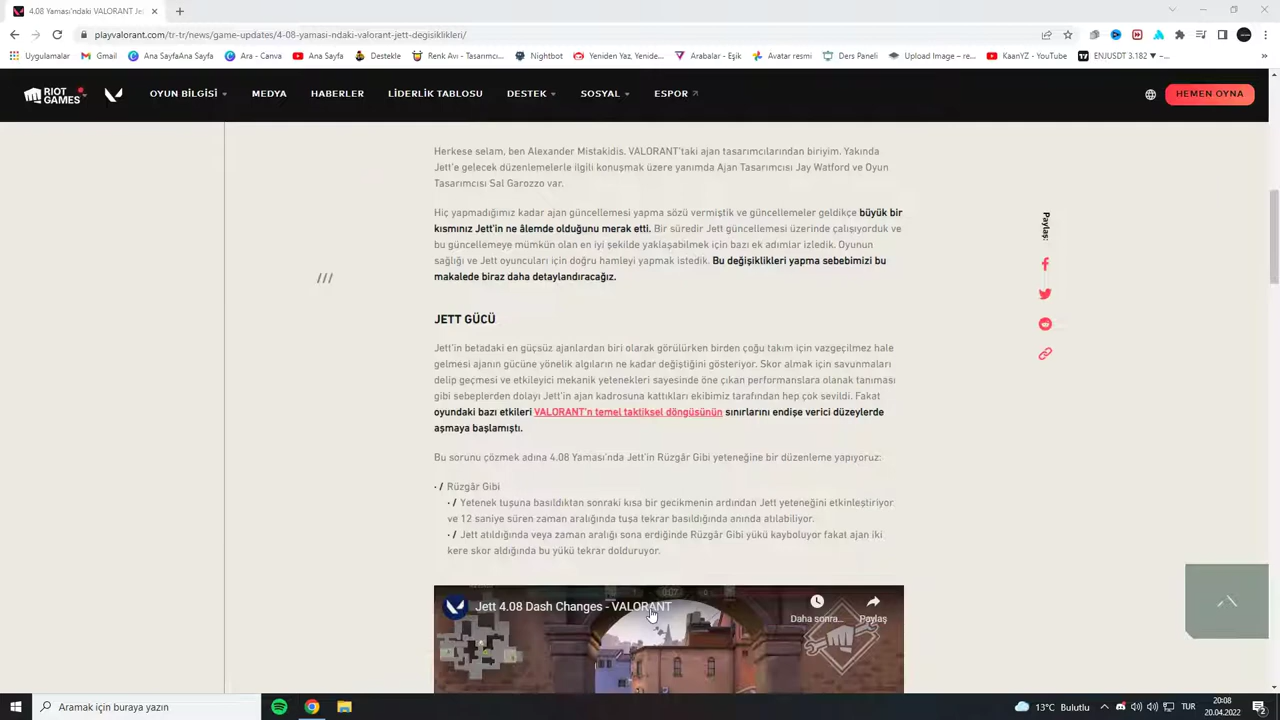 4.08 Yaması'ndaki VALORANT Jet
playvalorant.com/tr-tr/news/game-updates/4-08-yamasi-ndaki-valorant-jett-degisiklikleri/
Uygulamalar
Gmail
Ana SayfaAna Sayfa
Ara - Canva
Ana Sayfa
Destekle
Renk Avı - Tasarımcı...
Nightbot
Yeniden Yaz, Yenide...
Arabalar - Eşik
Avatar resmi
Ders Paneli
Upload Image – re...
KaanYZ - YouTube
ENJUSDT 3.182 ▼ –...
»
RIOT
GAMES
OYUN BİLGİSİ
MEDYA
HABERLER
LİDERLİK TABLOSU
DESTEK
SOSYAL
ESPOR
HEMEN OYNA
Herkese selam, ben Alexander Mistakidis. VALORANT'taki ajan tasarımcılarından biriyim. Yakında
Jett'e gelecek düzenlemelerle ilgili konuşmak üzere yanımda Ajan Tasarımcısı Jay Watford ve Oyun
Tasarımcısı Sal Garozzo var.
Hiç yapmadığımız kadar ajan güncellemesi yapma sözü vermiştik ve güncellemeler geldikçe büyük bir
kısmınız Jett'in ne âlemde olduğunu merak etti. Bir süredir Jett güncellemesi üzerinde çalışıyorduk ve
bu güncellemeye mümkün olan en iyi şekilde yaklaşabilmek için bazı ek adımlar izledik. Oyunun
sağlığı ve Jett oyuncuları için doğru hamleyi yapmak istedik. Bu değişiklikleri yapma sebebimizi bu
makalede biraz daha detaylandıracağız.
///
Paylaş:
JETT GÜCÜ
Jett'in betadaki en güçsüz ajanlardan biri olarak görülürken birden çoğu takım için vazgeçilmez hale
gelmesi ajanın gücüne yönelik algıların ne kadar değiştiğini gösteriyor. Skor almak için savunmaları
delip geçmesi ve etkileyici mekanik yetenekleri sayesinde öne çıkan performanslara olanak tanıması
gibi sebeplerden dolayı Jett'in ajan kadrosuna kattıkları ekibimiz tarafından hep çok sevildi. Fakat
oyundaki bazı etkileri VALORANT'n temel taktiksel döngüsünün sınırlarını endişe verici düzeylerde
aşmaya başlamıştı.
Bu sorunu çözmek adına 4.08 Yaması'nda Jett'in Rüzgâr Gibi yeteneğine bir düzenleme yapıyoruz:
· / Rüzgâr Gibi
· / Yetenek tuşuna basıldıktan sonraki kısa bir gecikmenin ardından Jett yeteneğini etkinleştiriyor
ve 12 saniye süren zaman aralığında tuşa tekrar basıldığında anında atılabiliyor.
· / Jett atıldığında veya zaman aralığı sona erdiğinde Rüzgâr Gibi yükü kayboluyor fakat ajan iki
kere skor aldığında bu yükü tekrar dolduruyor.
0:07
Jett 4.08 Dash Changes - VALORANT
Daha sonra...
Paylaş
Aramak için buraya yazın
13°C Bulutlu
TUR
20:08
20.04.2022
2